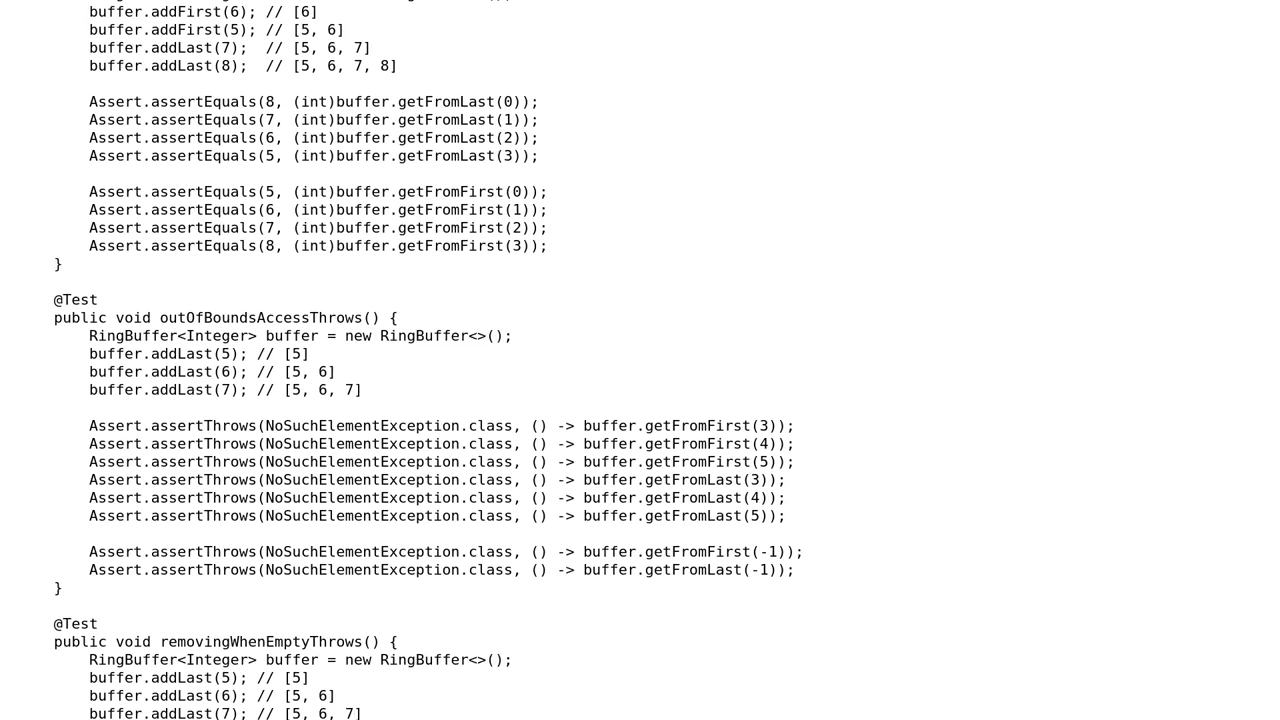 buffer.addFirst(6); // [6]
buffer.addFirst(5); // [5, 6]
buffer.addLast(7);  // [5, 6, 7]
buffer.addLast(8);  // [5, 6, 7, 8]
Assert.assertEquals(8, (int)buffer.getFromLast(0));
Assert.assertEquals(7, (int)buffer.getFromLast(1));
Assert.assertEquals(6, (int)buffer.getFromLast(2));
Assert.assertEquals(5, (int)buffer.getFromLast(3));
Assert.assertEquals(5, (int)buffer.getFromFirst(0));
Assert.assertEquals(6, (int)buffer.getFromFirst(1));
Assert.assertEquals(7, (int)buffer.getFromFirst(2));
Assert.assertEquals(8, (int)buffer.getFromFirst(3));
}
@Test
public void outOfBoundsAccessThrows() {
RingBuffer<Integer> buffer = new RingBuffer<>();
buffer.addLast(5); // [5]
buffer.addLast(6); // [5, 6]
buffer.addLast(7); // [5, 6, 7]
Assert.assertThrows(NoSuchElementException.class, () -> buffer.getFromFirst(3));
Assert.assertThrows(NoSuchElementException.class, () -> buffer.getFromFirst(4));
Assert.assertThrows(NoSuchElementException.class, () -> buffer.getFromFirst(5));
Assert.assertThrows(NoSuchElementException.class, () -> buffer.getFromLast(3));
Assert.assertThrows(NoSuchElementException.class, () -> buffer.getFromLast(4));
Assert.assertThrows(NoSuchElementException.class, () -> buffer.getFromLast(5));
Assert.assertThrows(NoSuchElementException.class, () -> buffer.getFromFirst(-1));
Assert.assertThrows(NoSuchElementException.class, () -> buffer.getFromLast(-1));
}
@Test
public void removingWhenEmptyThrows() {
RingBuffer<Integer> buffer = new RingBuffer<>();
buffer.addLast(5); // [5]
buffer.addLast(6); // [5, 6]
buffer.addLast(7); // [5, 6, 7]